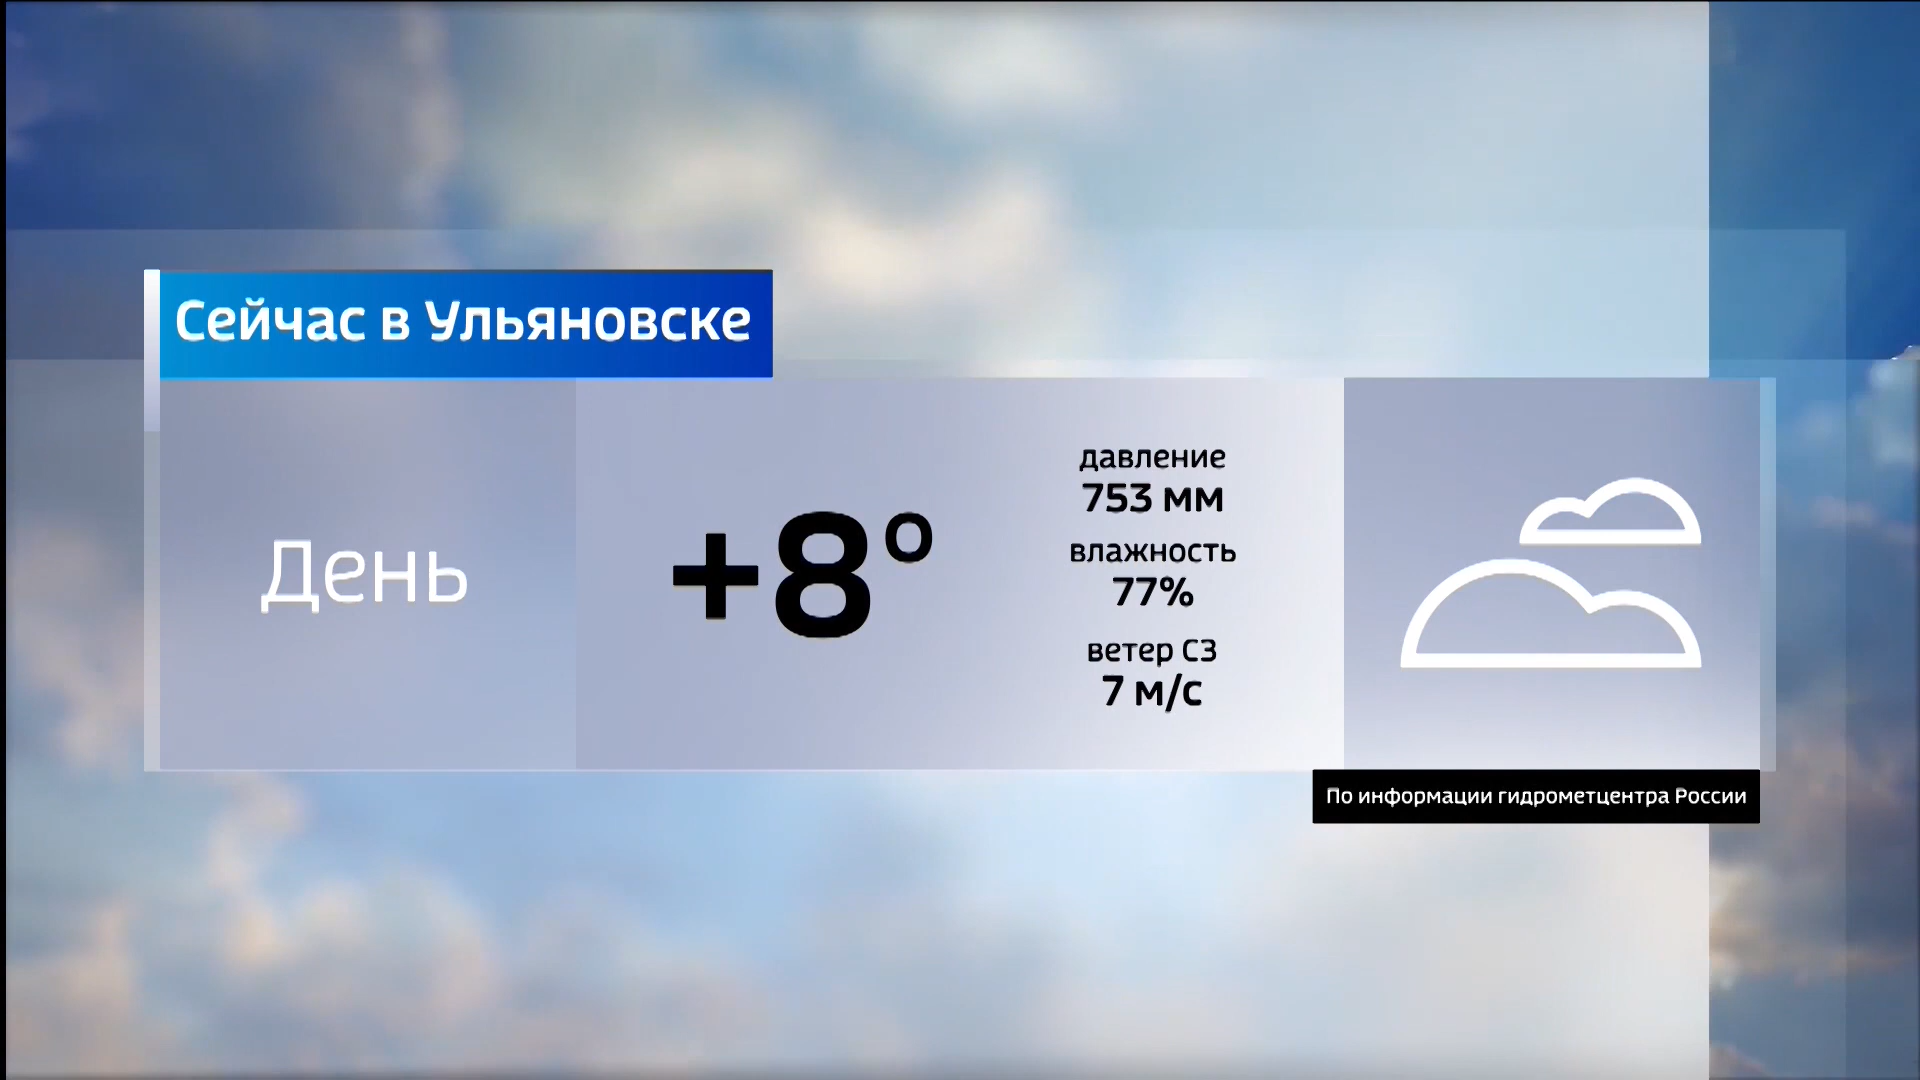 Сейчас в Ульяновске
День
+8°
давление
753 мм
влажность
77%
ветер СЗ
7 м/с
По информации гидрометцентра России